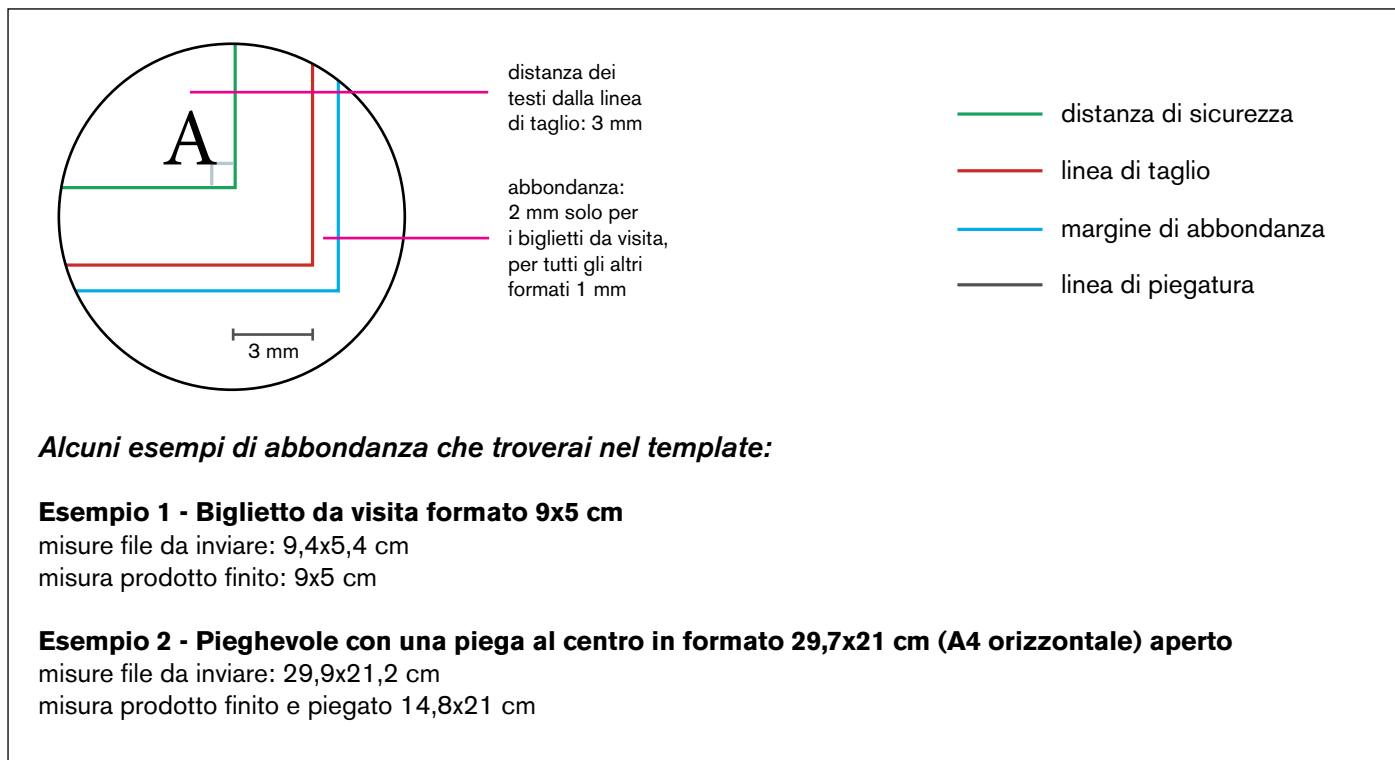 distanza dei
testi dalla linea
di taglio: 3 mm
A
abbondanza:
2 mm solo per
i biglietti da visita,
per tutti gli altri
formati 1 mm
3 mm
distanza di sicurezza
linea di taglio
margine di abbondanza
linea di piegatura
Alcuni esempi di abbondanza che troverai nel template:
Esempio 1 - Biglietto da visita formato 9x5 cm
misure file da inviare: 9,4x5,4 cm
misura prodotto finito: 9x5 cm
Esempio 2 - Pieghevole con una piega al centro in formato 29,7x21 cm (A4 orizzontale) aperto
misure file da inviare: 29,9x21,2 cm
misura prodotto finito e piegato 14,8x21 cm